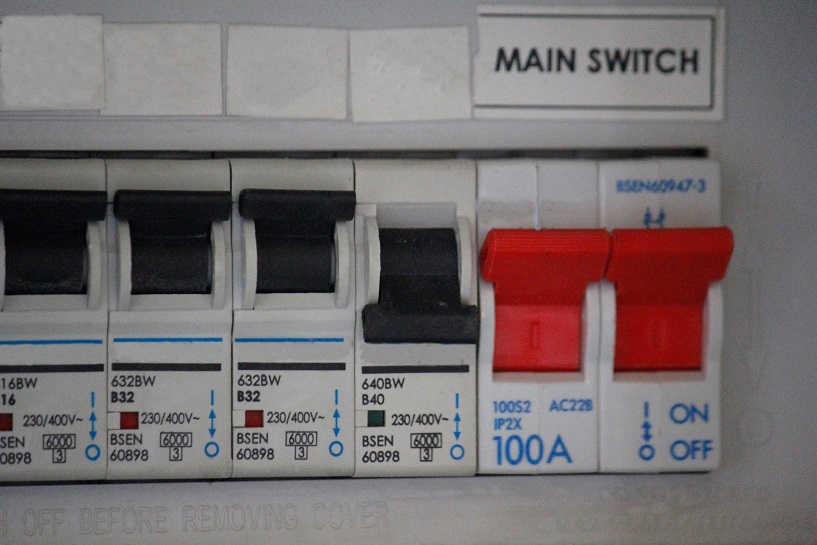 MAIN SWITCH
BSEN60947-3
16BW
16
230/400V~
SEN
0898
6000
3
I
O
632BW
B32
230/400V~
BSEN
60898
6000
3
I
O
632BW
B32
230/400V~
BSEN
60898
6000
3
I
O
640BW
B40
230/400V~
BSEN
60898
6000
3
I
O
100S2 AC22B
IP2X
100A
I ON
O OFF
H OFF BEFORE REMOVING COVER